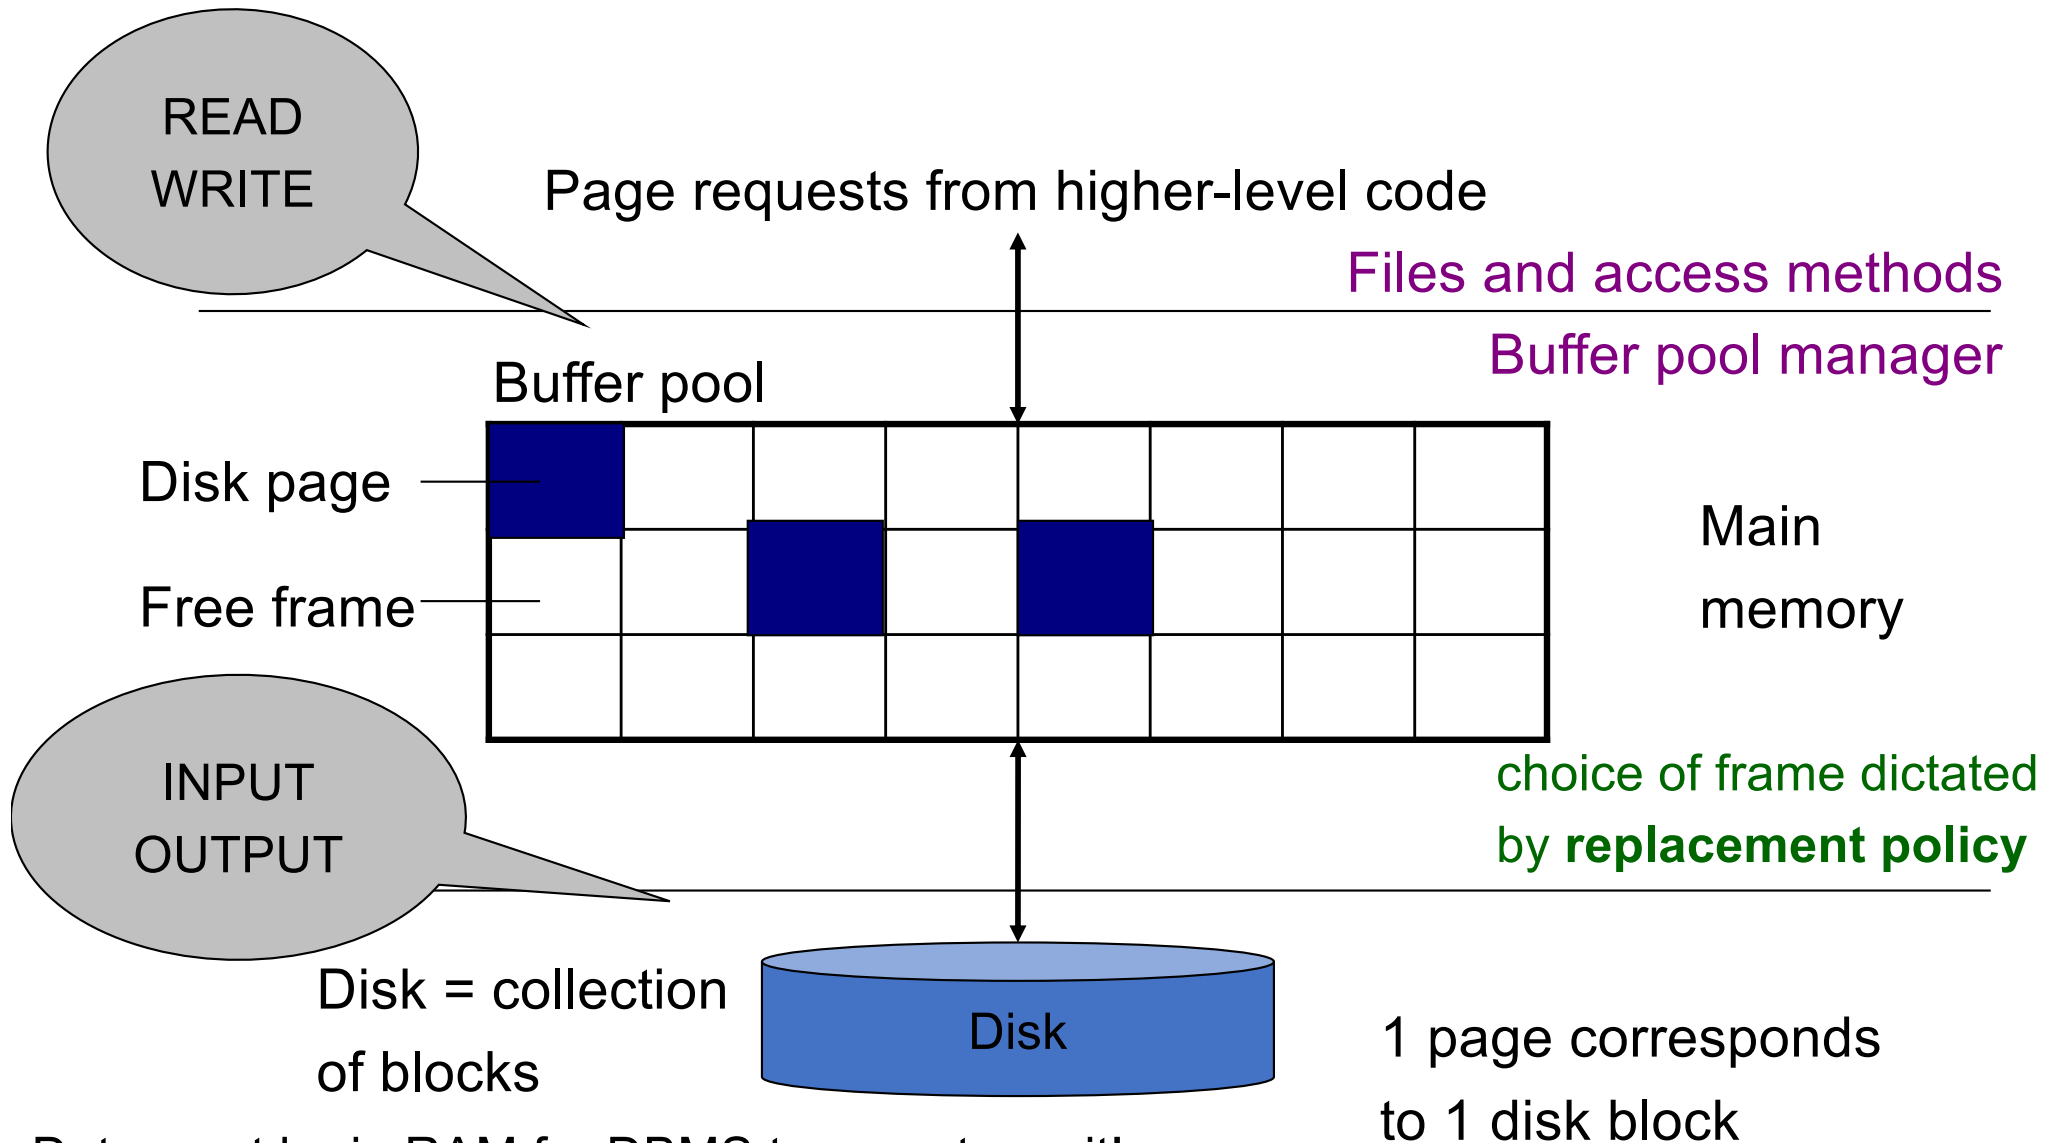 READ
WRITE
Page requests from higher-level code
Files and access methods
Buffer pool manager
Buffer pool
Disk page
Free frame
Main
memory
INPUT
OUTPUT
choice of frame dictated
by replacement policy
Disk = collection
of blocks
Disk
1 page corresponds
to 1 disk block